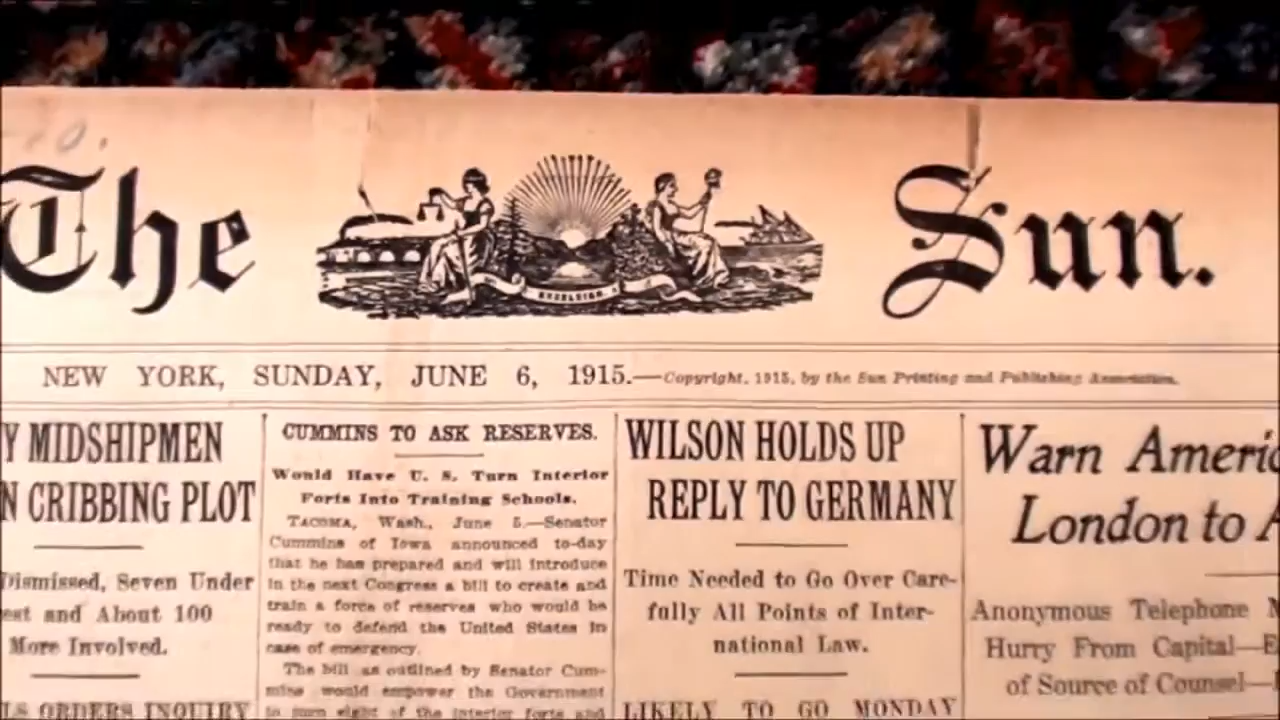 The Sun.
EXCELSIOR
NEW YORK, SUNDAY, JUNE 6, 1915.—Copyright, 1915, by the Sun Printing and Publishing Association.
Y MIDSHIPMEN
N CRIBBING PLOT
Dismissed, Seven Under
est and About 100
More Involved.
LS ORDERS INQUIRY
CUMMINS TO ASK RESERVES.
Would Have U. S. Turn Interior
Forts Into Training Schools.
TACOMA, Wash., June 5.—Senator
Cummins of Iowa announced to-day
that he has prepared and will introduce
in the next Congress a bill to create and
train a force of reserves who would be
ready to defend the United States in
case of emergency.
The bill as outlined by Senator Cum-
mins would empower the Government
to turn eight of the interior forts and
WILSON HOLDS UP
REPLY TO GERMANY
Time Needed to Go Over Care-
fully All Points of Inter-
national Law.
LIKELY TO GO MONDAY
Warn Americ
London to A
Anonymous Telephone
Hurry From Capital—E
of Source of Counsel—